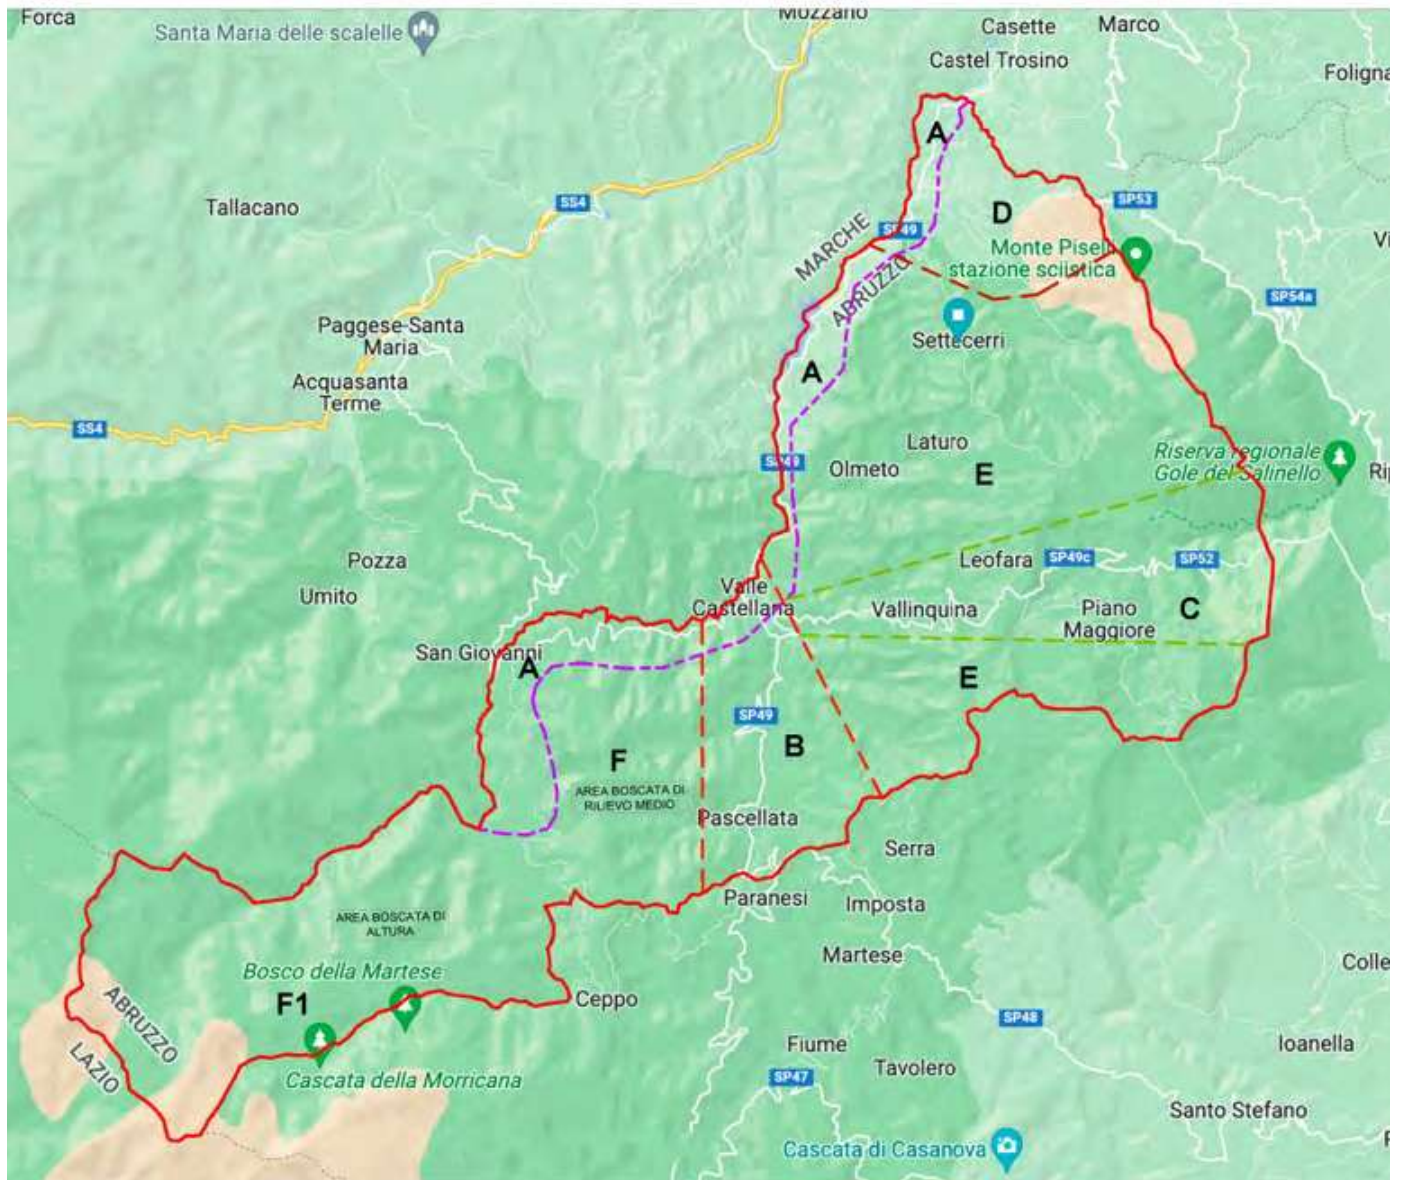 Forca
Santa Maria delle scalelle
Mozzano
Casette
Marco
Castel Trosino
Foligna
A
Tallacano
SS4
SP53
D
MARCHE
SP49
Vi
Monte Piselli
stazione sciistica
ABRUZZO
SP54a
Paggese-Santa
Maria
Settecerri
Acquasanta
Terme
A
SS4
Laturo
Riserva regionale
Gole del Salinello
SP49
Olmeto
E
Rip
Pozza
Leofara
SP49c
SP52
Umito
Valle
Castellana
Vallinquina
Piano
Maggiore
C
San Giovanni
A
E
SP49
F
B
AREA BOSCATA DI
RILIEVO MEDIO
Pascellata
Serra
Paranesi
Imposta
AREA BOSCATA DI
ALTURA
Martese
Colle
Bosco della Martese
F1
Ceppo
ABRUZZO
LAZIO
SP48
Fiume
Ioanella
Tavolero
Cascata della Morricana
SP47
Santo Stefano
Cascata di Casanova